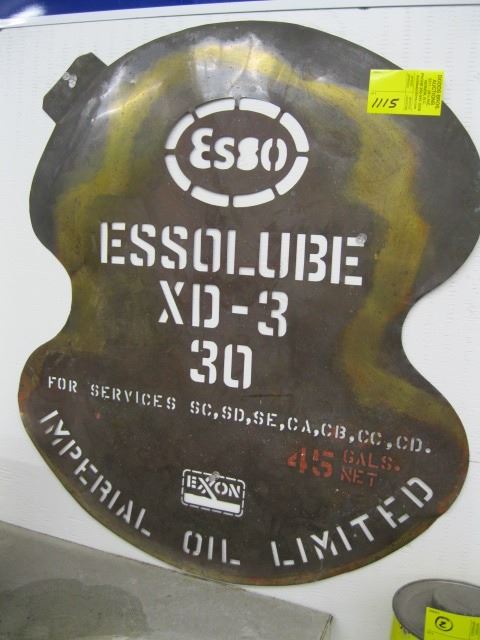 Esso
ESSOLUBE
XD-3
30
FOR SERVICES SC,SD,SE,CA,CB,CC,CD.
45 GALS.
NET
EXXON
IMPERIAL OIL LIMITED
1115
2